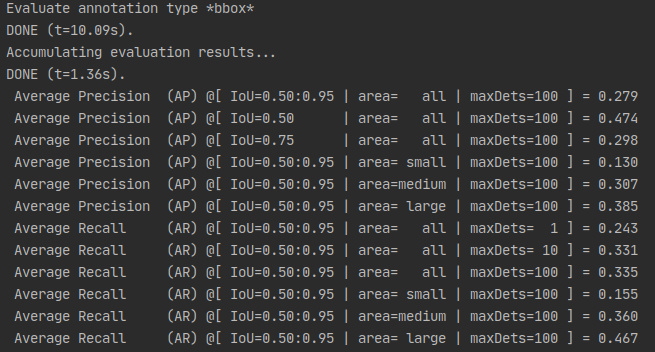 Evaluate annotation type *bbox*
DONE (t=10.09s).
Accumulating evaluation results...
DONE (t=1.36s).
 Average Precision  (AP) @[ IoU=0.50:0.95 | area=   all | maxDets=100 ] = 0.279
 Average Precision  (AP) @[ IoU=0.50      | area=   all | maxDets=100 ] = 0.474
 Average Precision  (AP) @[ IoU=0.75      | area=   all | maxDets=100 ] = 0.298
 Average Precision  (AP) @[ IoU=0.50:0.95 | area= small | maxDets=100 ] = 0.130
 Average Precision  (AP) @[ IoU=0.50:0.95 | area=medium | maxDets=100 ] = 0.307
 Average Precision  (AP) @[ IoU=0.50:0.95 | area= large | maxDets=100 ] = 0.385
 Average Recall     (AR) @[ IoU=0.50:0.95 | area=   all | maxDets=  1 ] = 0.243
 Average Recall     (AR) @[ IoU=0.50:0.95 | area=   all | maxDets= 10 ] = 0.331
 Average Recall     (AR) @[ IoU=0.50:0.95 | area=   all | maxDets=100 ] = 0.335
 Average Recall     (AR) @[ IoU=0.50:0.95 | area= small | maxDets=100 ] = 0.155
 Average Recall     (AR) @[ IoU=0.50:0.95 | area=medium | maxDets=100 ] = 0.360
 Average Recall     (AR) @[ IoU=0.50:0.95 | area= large | maxDets=100 ] = 0.467